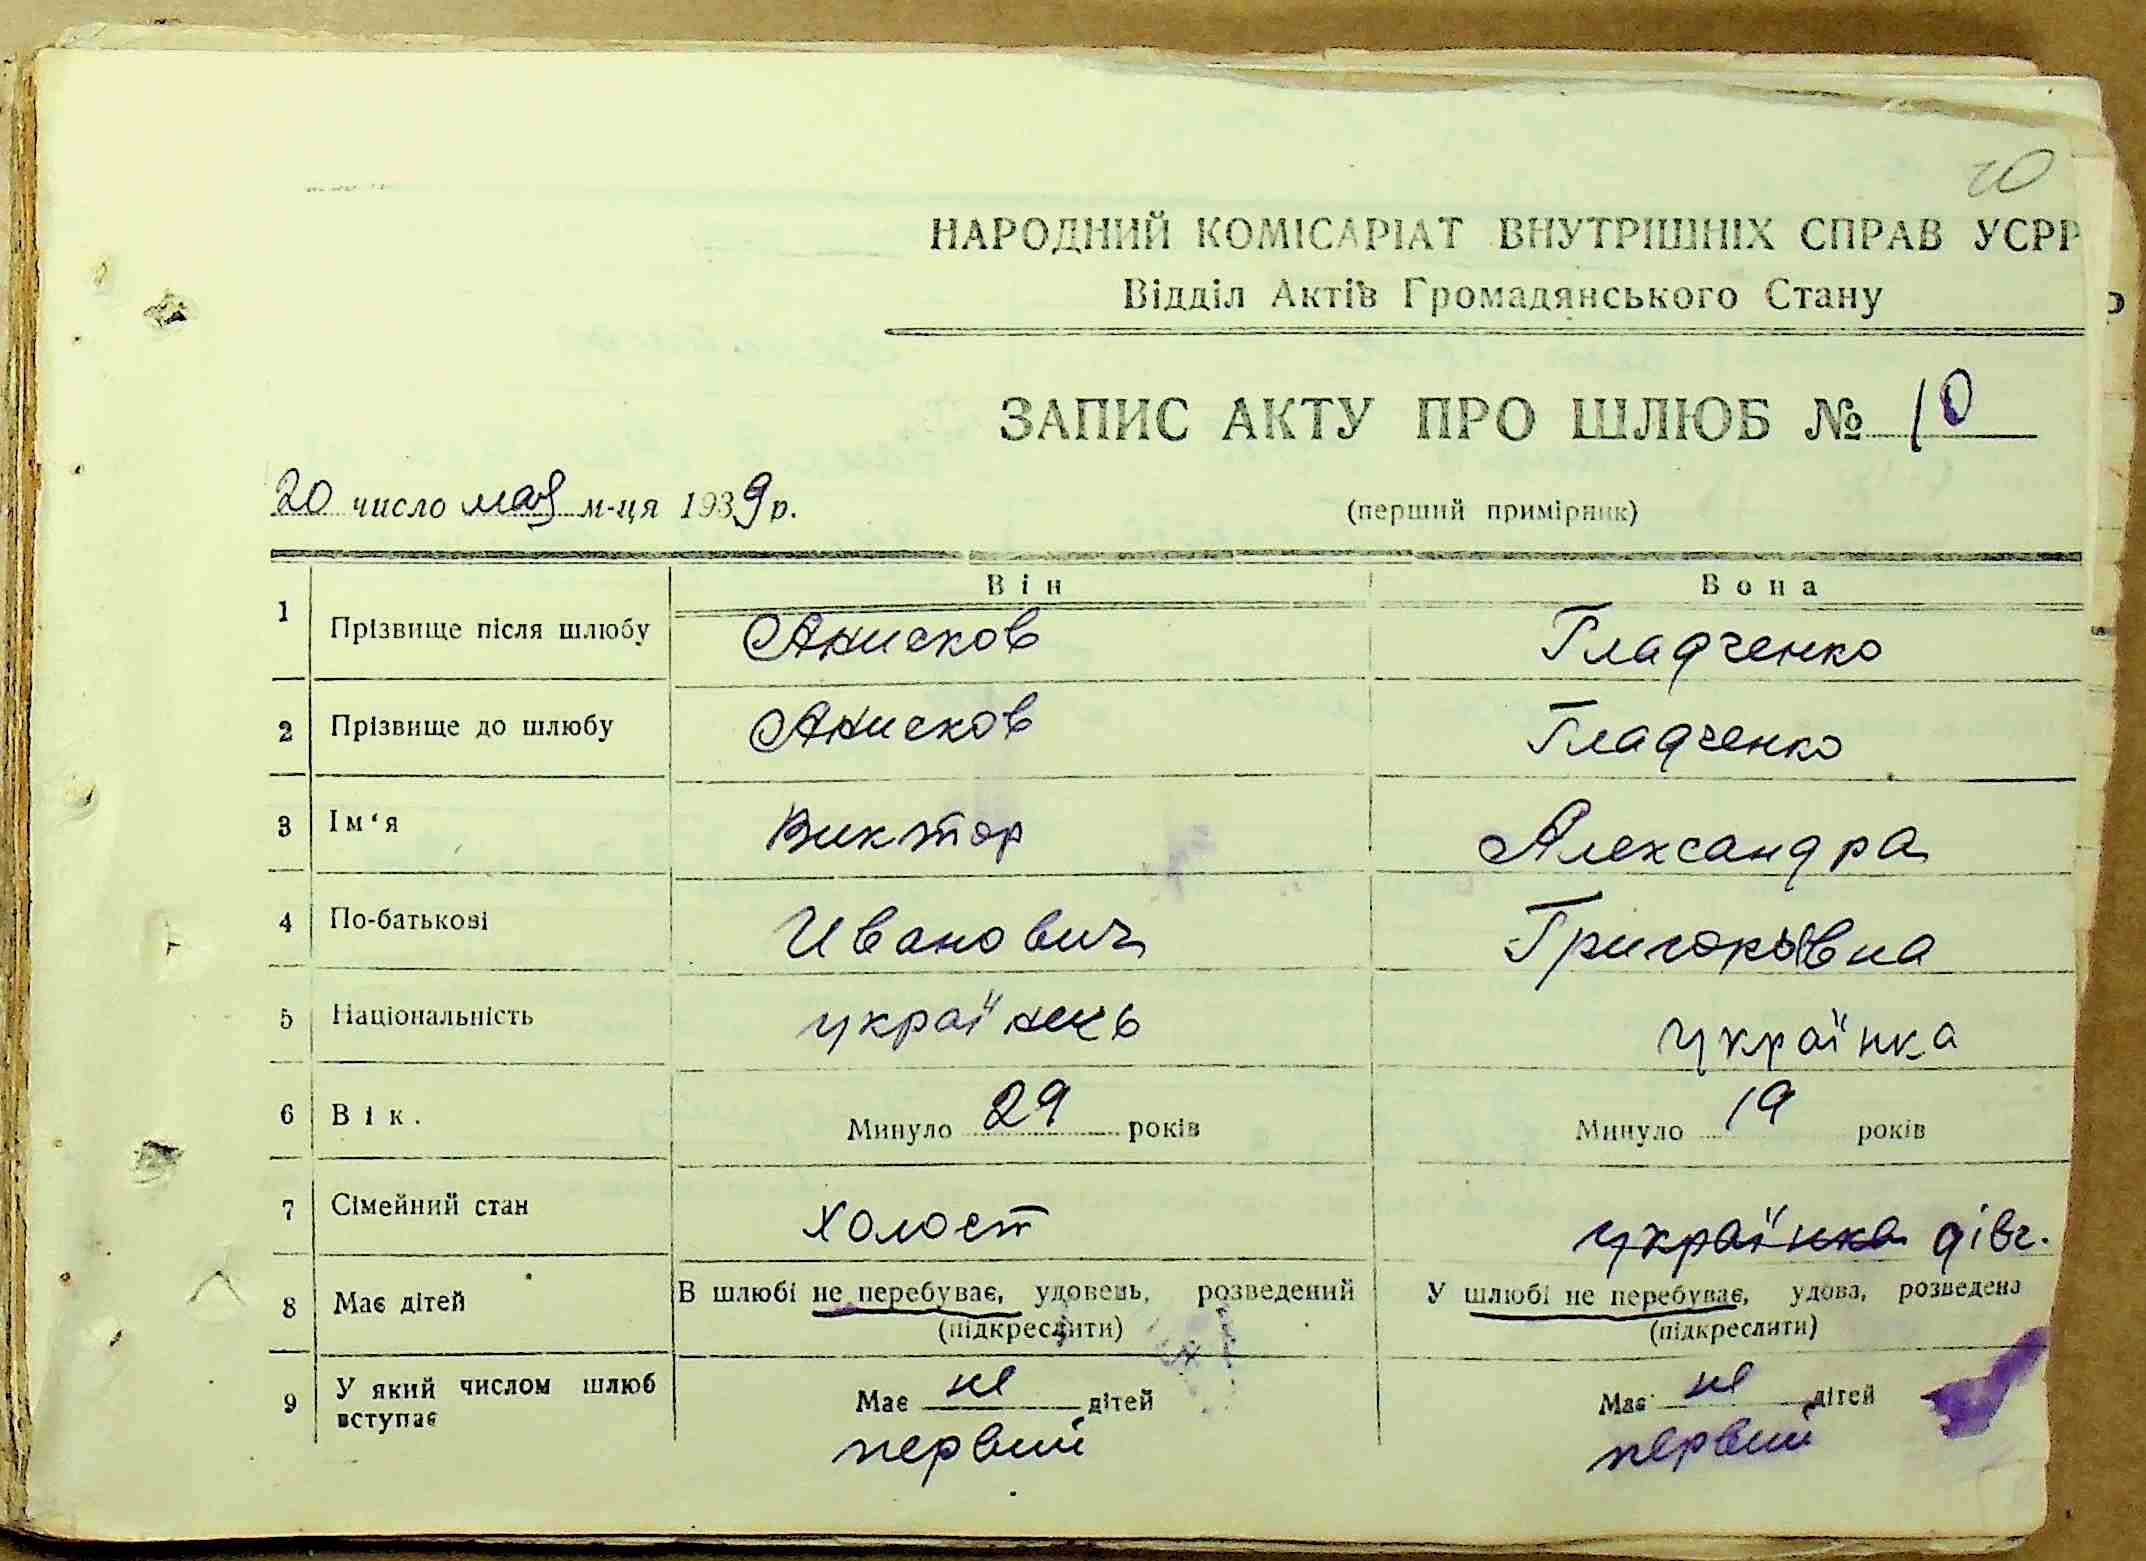 10
НАРОДНИЙ КОМІСАРІАТ ВНУТРІШНІХ СПРАВ УСРР
Відділ Актів Громадянського Стану
ЗАПИС АКТУ ПРО ШЛЮБ № 10
20 число мая м-ця 1939 р. (перший примірник)
Він Вона
1 Прізвище після шлюбу Анисков Гладченко
2 Прізвище до шлюбу Анисков Гладченко
3 Ім‘я Виктор Александра
4 По-батькові Иванович Григорьівна
5 Національність українець українка
6 Вік. Минуло 29 років Минуло 19 років
7 Сімейний стан холост українка дівч.
8 Має дітей В шлюбі не перебуває, удовець, розведений У шлюбі не перебуває, удова, розведена
(підкреслити) (підкреслити)
9 У який числом шлюб вступає Має не дітей Має не дітей
первий первий